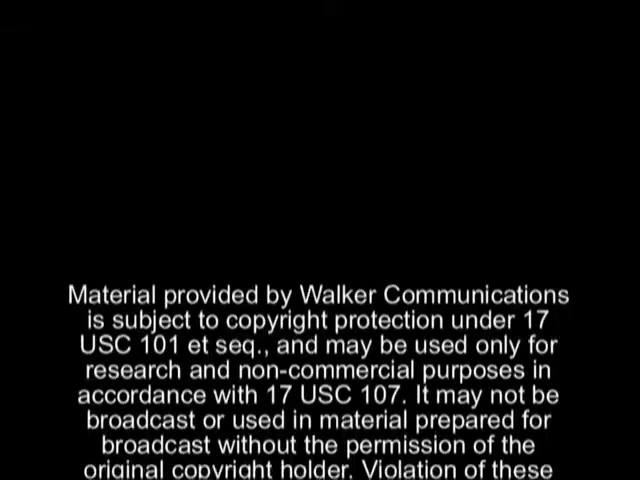 Material provided by Walker Communications
is subject to copyright protection under 17
USC 101 et seq., and may be used only for
research and non-commercial purposes in
accordance with 17 USC 107. It may not be
broadcast or used in material prepared for
broadcast without the permission of the
original copyright holder. Violation of these